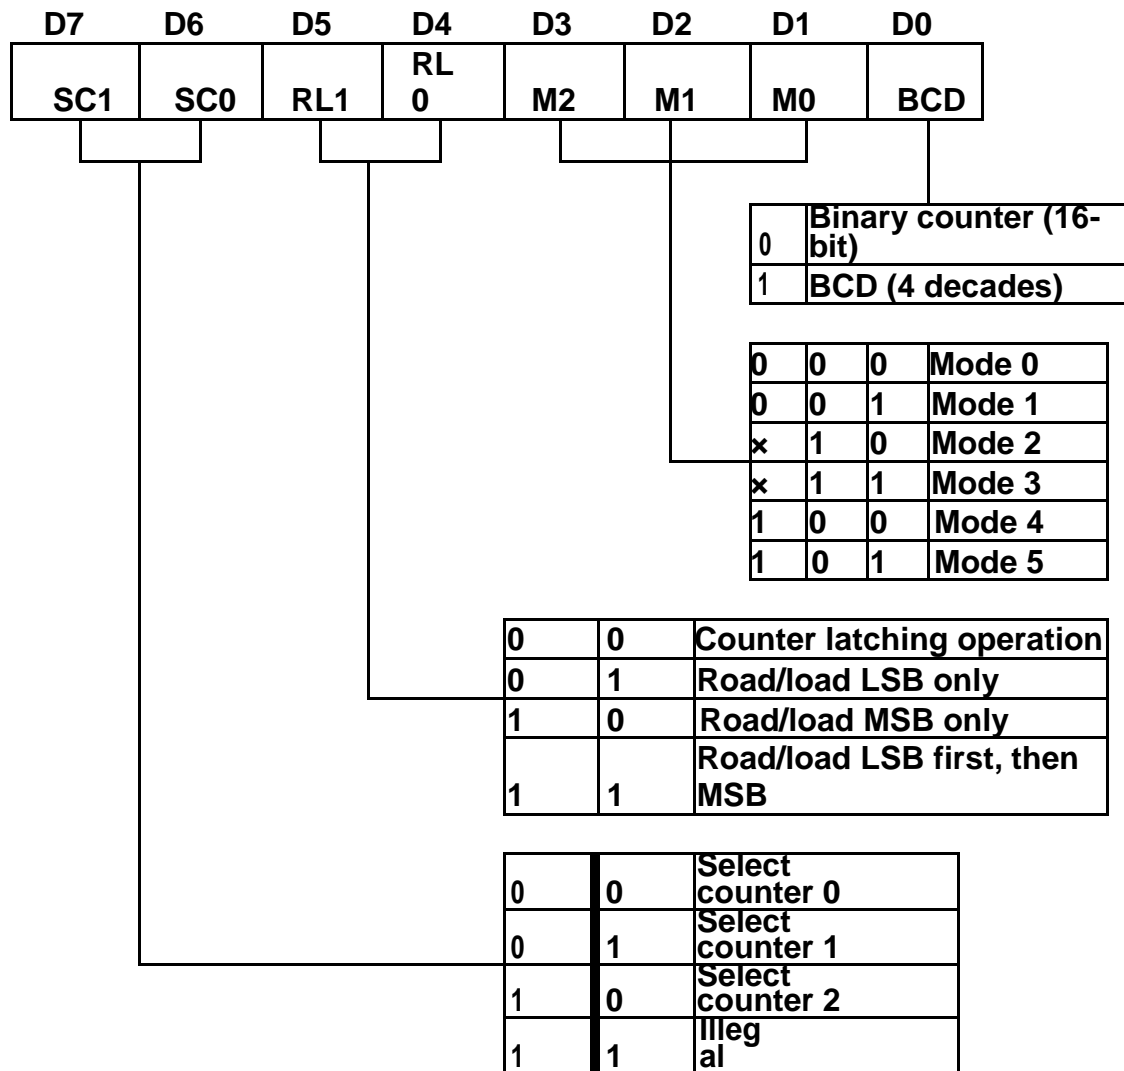 D7 D6 D5 D4 D3 D2 D1 D0
SC1 SC0 RL1 RL
0 M2 M1 M0 BCD
0 Binary counter (16-
bit)
1 BCD (4 decades)
0 0 0 Mode 0
0 0 1 Mode 1
× 1 0 Mode 2
× 1 1 Mode 3
1 0 0 Mode 4
1 0 1 Mode 5
0 0 Counter latching operation
0 1 Road/load LSB only
1 0 Road/load MSB only
1 1 Road/load LSB first, then
MSB
0 0 Select
counter 0
0 1 Select
counter 1
1 0 Select
counter 2
1 1 Illeg
al